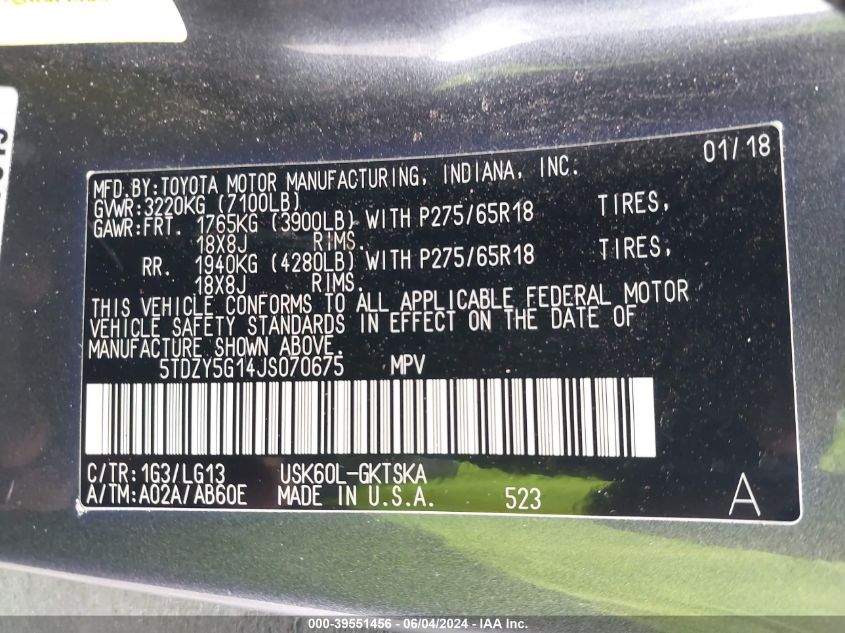 01/18
MFD.BY:TOYOTA MOTOR MANUFACTURING, INDIANA, INC.
GVWR:3220KG (7100LB)
GAWR:FRT. 1765KG (3900LB) WITH P275/65R18 TIRES,
18X8J RIMS.
RR. 1940KG (4280LB) WITH P275/65R18 TIRES,
18X8J RIMS.
THIS VEHICLE CONFORMS TO ALL APPLICABLE FEDERAL MOTOR
VEHICLE SAFETY STANDARDS IN EFFECT ON THE DATE OF
MANUFACTURE SHOWN ABOVE.
5TDZY5G14JS070675 MPV
C/TR:1G3/LG13 USK60L-GKTSKA
A/TM:A02A/AB60E MADE IN U.S.A. 523 A
000-39551456 - 06/04/2024 - IAA Inc.